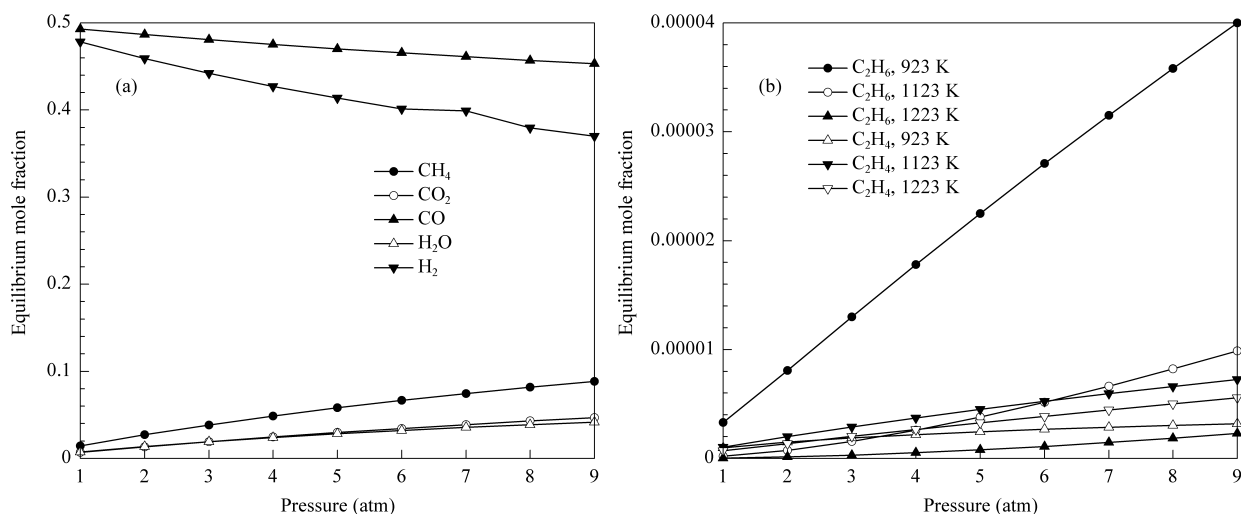 0.5
0.4
0.3
0.2
0.1
0
Equilibrium mole fraction
(a)
CH₄
CO₂
CO
H₂O
H₂
1 2 3 4 5 6 7 8 9
Pressure (atm)
0.00004
0.00003
0.00002
0.00001
0
Equilibrium mole fraction
(b)
C₂H₆, 923 K
C₂H₆, 1123 K
C₂H₆, 1223 K
C₂H₄, 923 K
C₂H₄, 1123 K
C₂H₄, 1223 K
1 2 3 4 5 6 7 8 9
Pressure (atm)